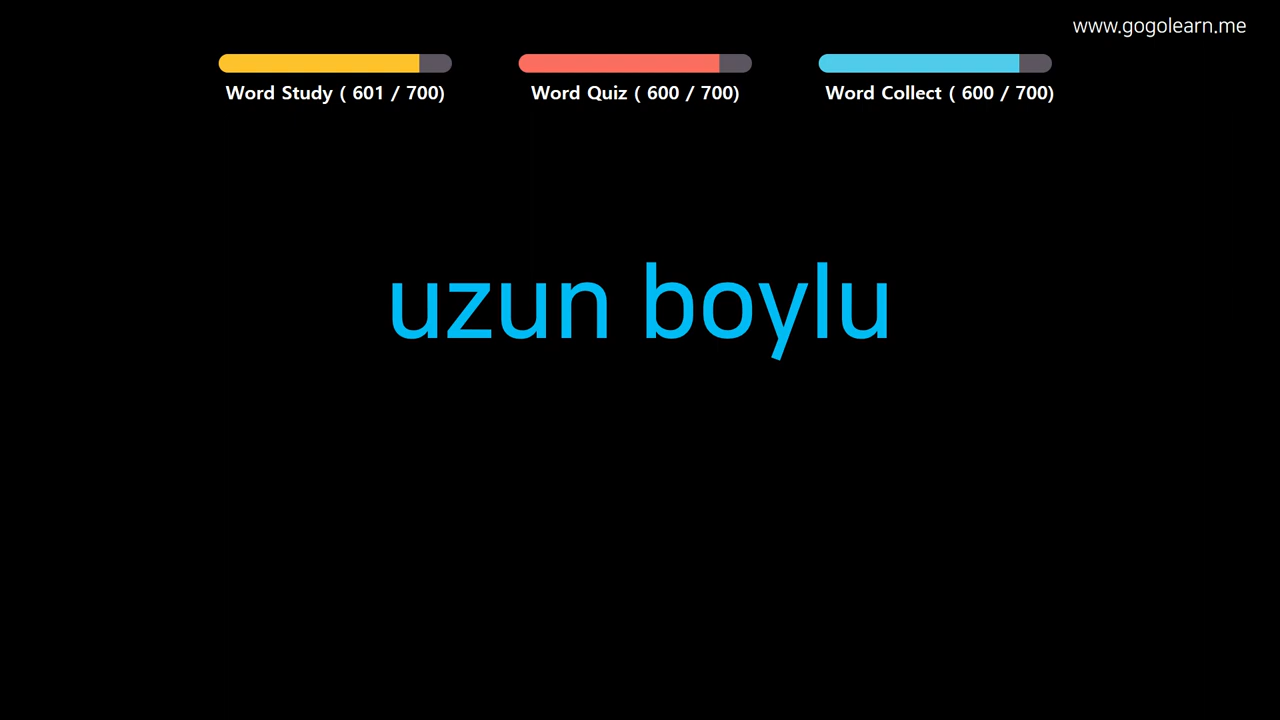 www.gogolearn.me
Word Study ( 601 / 700)
Word Quiz ( 600 / 700)
Word Collect ( 600 / 700)
uzun boylu